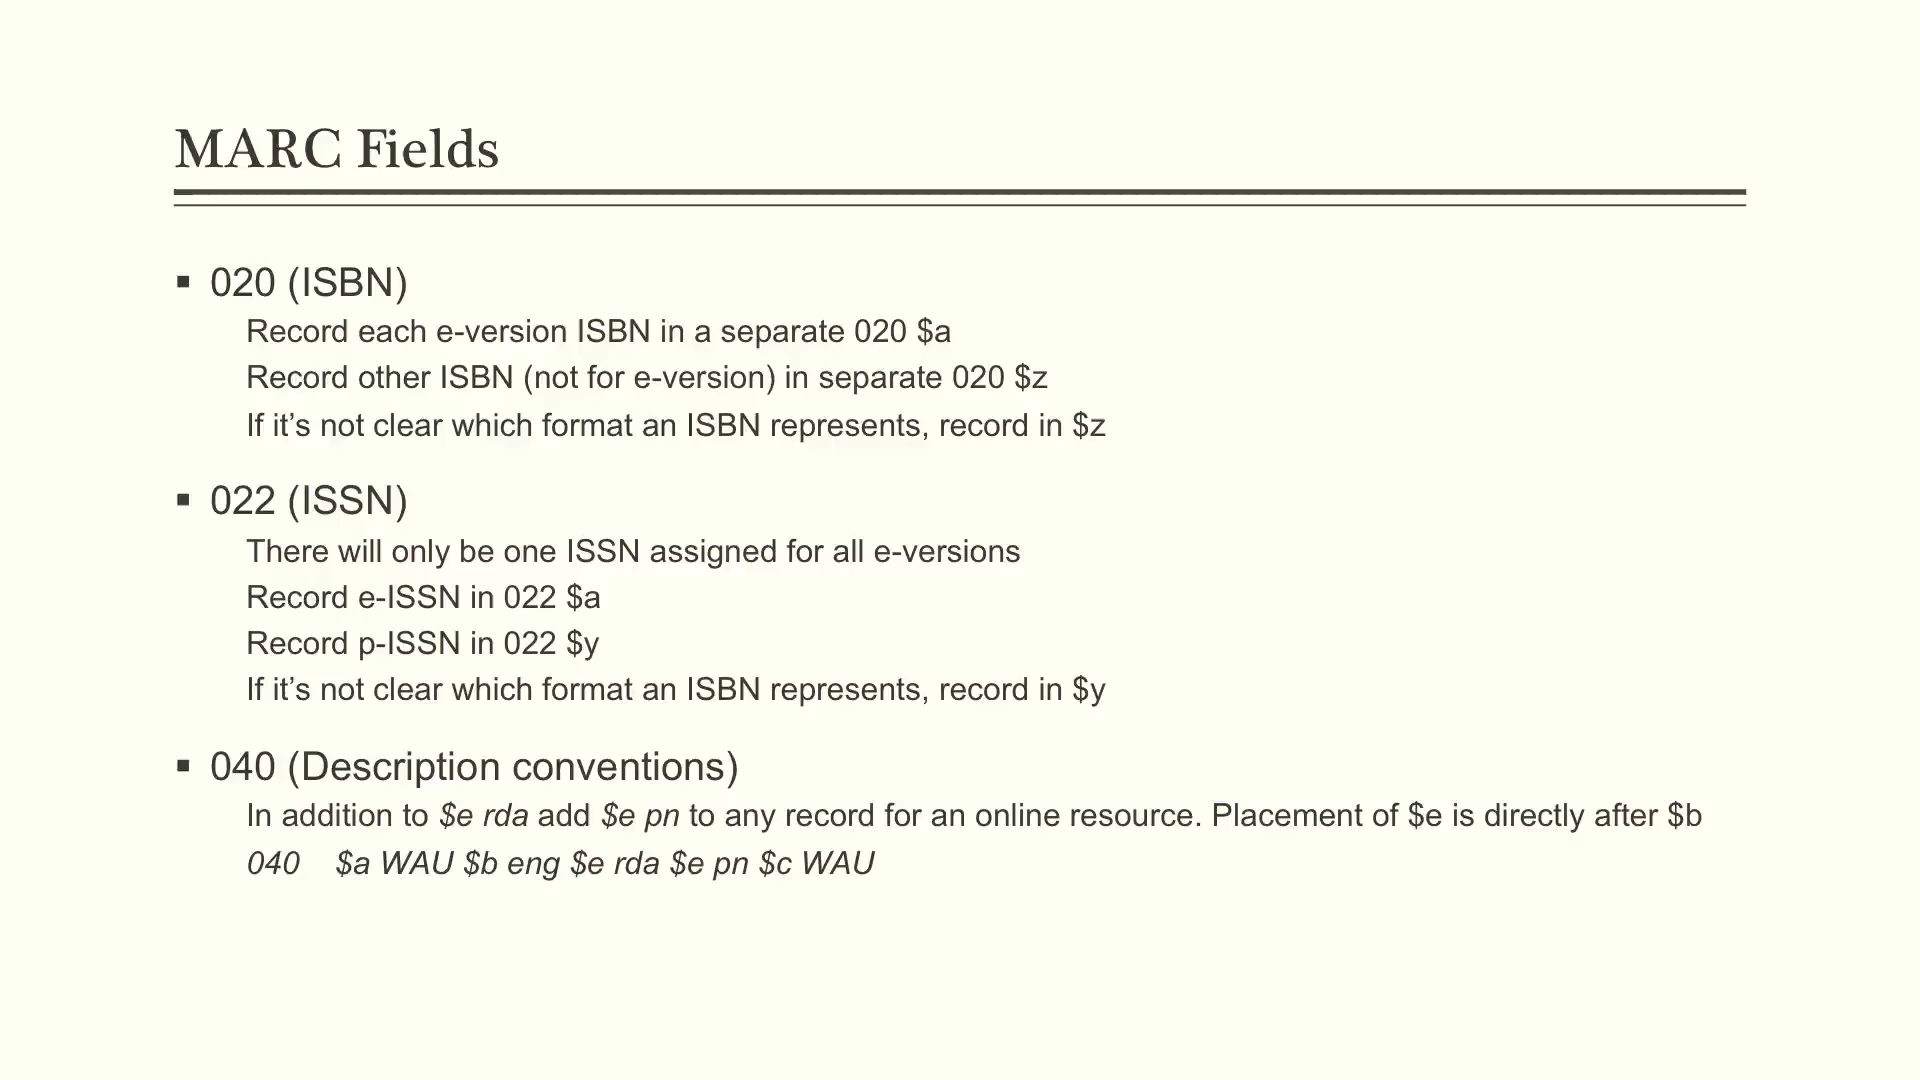 MARC Fields
▪ 020 (ISBN)
Record each e-version ISBN in a separate 020 $a
Record other ISBN (not for e-version) in separate 020 $z
If it’s not clear which format an ISBN represents, record in $z
▪ 022 (ISSN)
There will only be one ISSN assigned for all e-versions
Record e-ISSN in 022 $a
Record p-ISSN in 022 $y
If it’s not clear which format an ISBN represents, record in $y
▪ 040 (Description conventions)
In addition to $e rda add $e pn to any record for an online resource. Placement of $e is directly after $b
040 $a WAU $b eng $e rda $e pn $c WAU